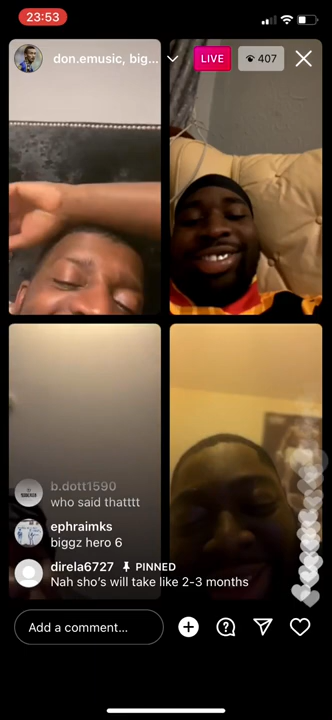 23:53
don.emusic, big...
LIVE
407
b.dott1590
who said thatttt
ephraimks
biggz hero 6
direla6727 PINNED
Nah sho's will take like 2-3 months
Add a comment...